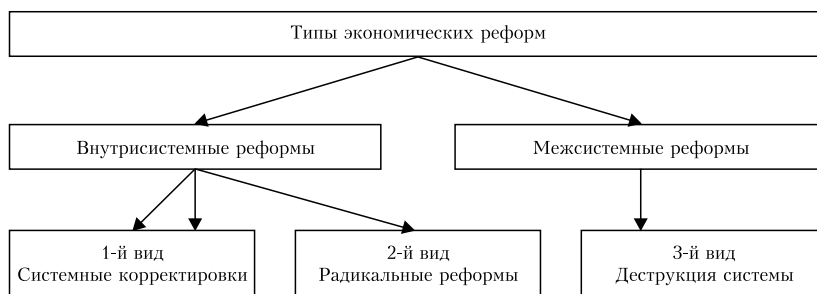 Типы экономических реформ
Внутрисистемные реформы
Межсистемные реформы
1-й вид
Системные корректировки
2-й вид
Радикальные реформы
3-й вид
Деструкция системы